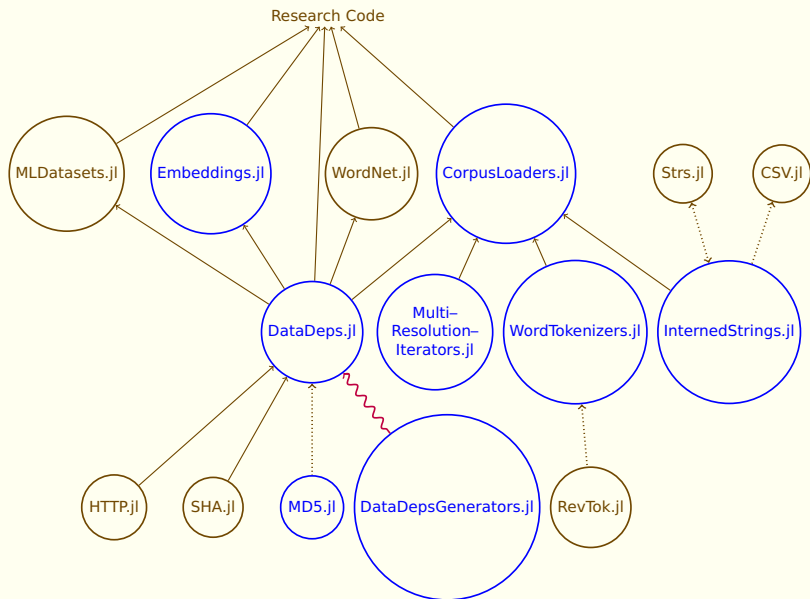 Research Code
MLDatasets.jl
Embeddings.jl
WordNet.jl
CorpusLoaders.jl
Strs.jl
CSV.jl
DataDeps.jl
Multi–
Resolution–
Iterators.jl
WordTokenizers.jl
InternedStrings.jl
HTTP.jl
SHA.jl
MD5.jl
DataDepsGenerators.jl
RevTok.jl